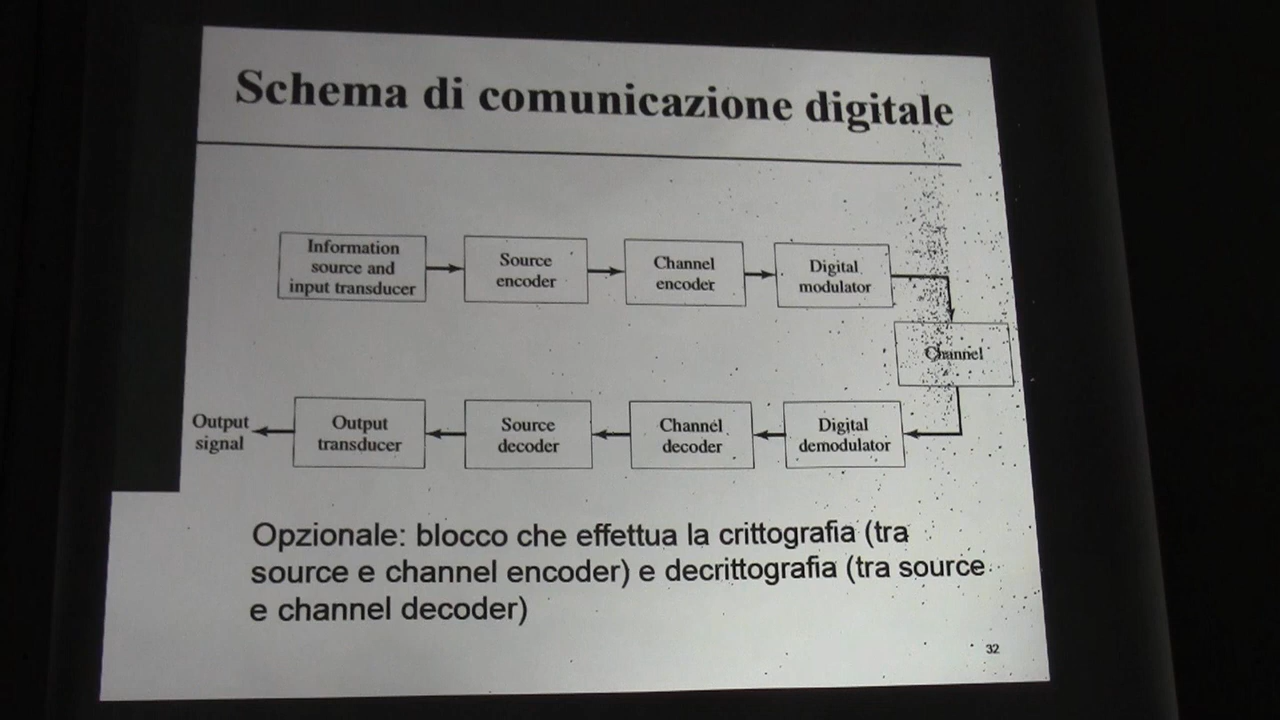 Schema di comunicazione digitale
Information
source and
input transducer
Source
encoder
Channel
encoder
Digital
modulator
Channel
Output
signal
Output
transducer
Source
decoder
Channel
decoder
Digital
demodulator
Opzionale: blocco che effettua la crittografia (tra
source e channel encoder) e decrittografia (tra source
e channel decoder)
32